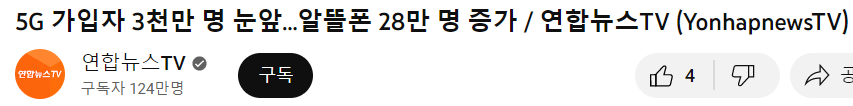 5G 가입자 3천만 명 눈앞…알뜰폰 28만 명 증가 / 연합뉴스TV (YonhapnewsTV)
연합뉴스TV 연합뉴스TV 구독 4 공
구독자 124만명